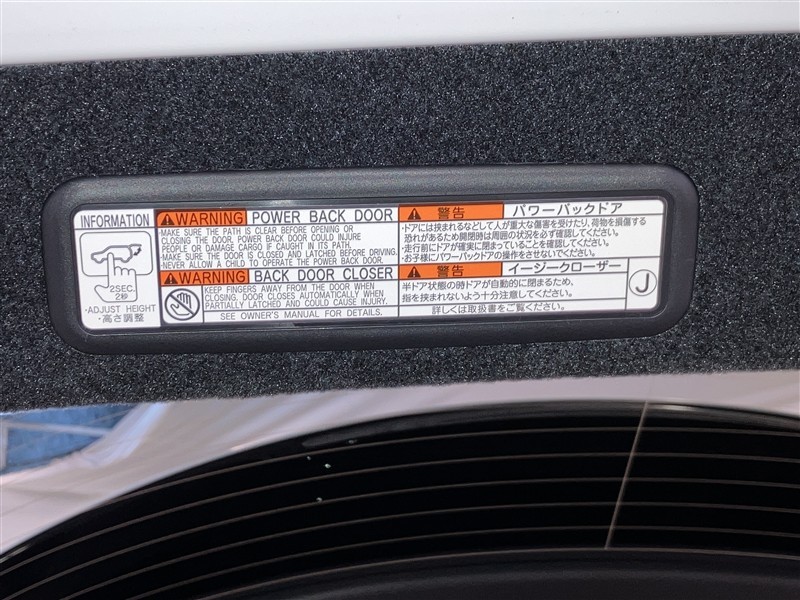 INFORMATION
2SEC.
2秒
・ADJUST HEIGHT
・高さ調整
WARNING POWER BACK DOOR
・MAKE SURE THE PATH IS CLEAR BEFORE OPENING OR
CLOSING THE DOOR, POWER BACK DOOR COULD INJURE
PEOPLE OR DAMAGE CARGO IF CAUGHT IN ITS PATH.
・MAKE SURE THE DOOR IS CLOSED AND LATCHED BEFORE DRIVING.
・NEVER ALLOW A CHILD TO OPERATE THE POWER BACK DOOR.
WARNING BACK DOOR CLOSER
KEEP FINGERS AWAY FROM THE DOOR WHEN
CLOSING. DOOR CLOSES AUTOMATICALLY WHEN
PARTIALLY LATCHED AND COULD CAUSE INJURY.
SEE OWNER'S MANUAL FOR DETAILS.
警告 パワーバックドア
・ドアには挟まれるなどして人が重大な傷害を受けたり、荷物を損傷する
恐れがあるため開閉時は周囲の状況を必ず確認してください。
・走行前にドアが確実に閉まっていることを確認してください。
・お子様にパワーバックドアの操作をさせないでください。
警告 イージークローザー
半ドア状態の時ドアが自動的に閉まるため、
指を挟まれないよう十分注意してください。
詳しくは取扱書をご覧ください。
J